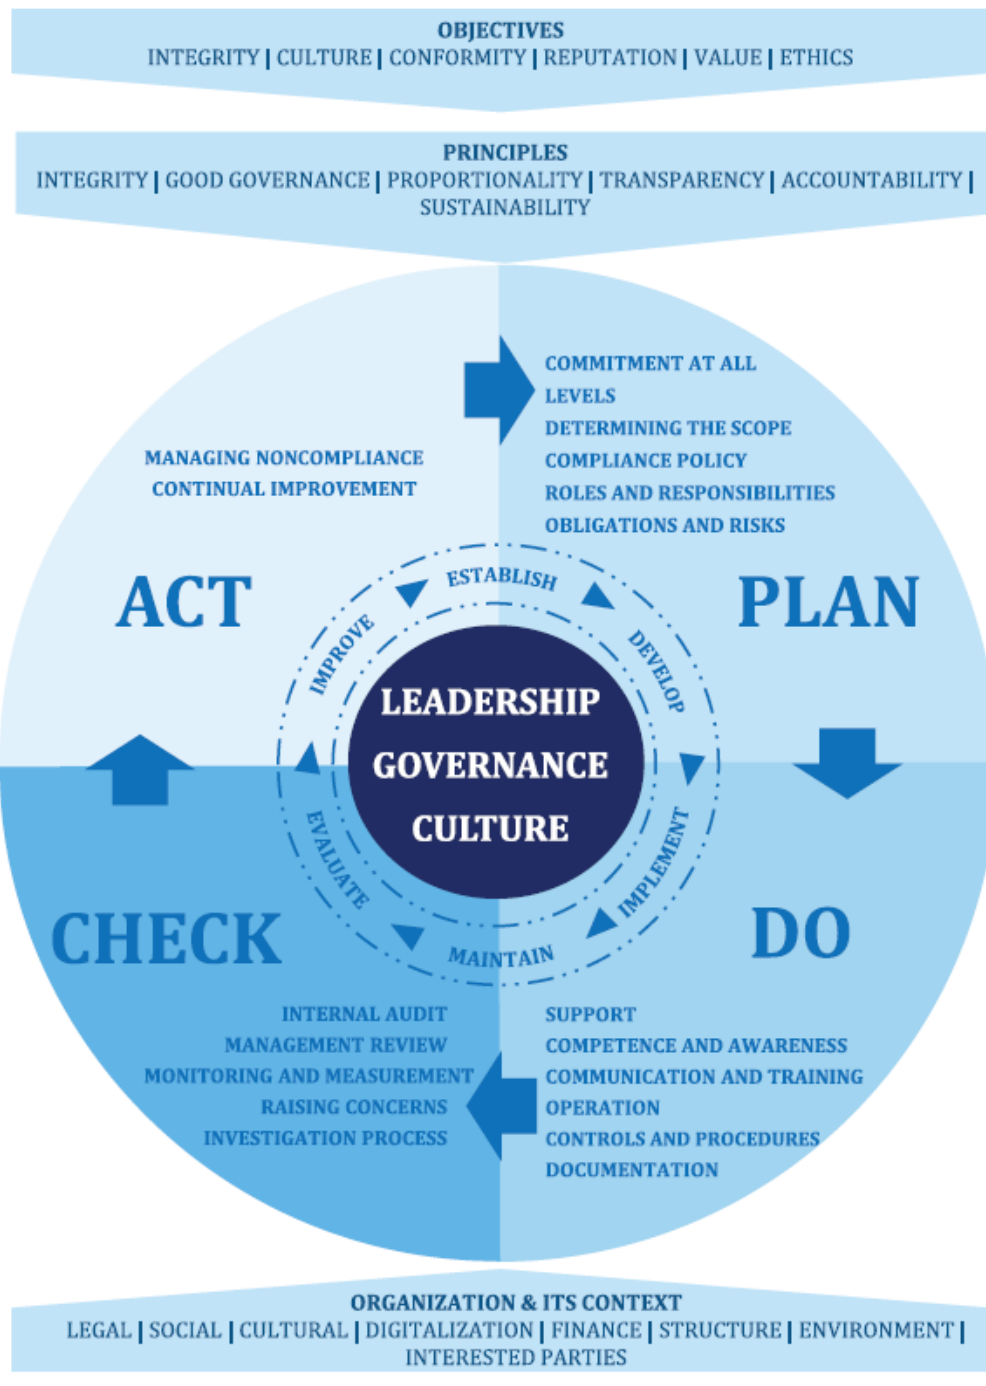 OBJECTIVES
INTEGRITY | CULTURE | CONFORMITY | REPUTATION | VALUE | ETHICS
PRINCIPLES
INTEGRITY | GOOD GOVERNANCE | PROPORTIONALITY | TRANSPARENCY | ACCOUNTABILITY |
SUSTAINABILITY
COMMITMENT AT ALL
LEVELS
DETERMINING THE SCOPE
COMPLIANCE POLICY
ROLES AND RESPONSIBILITIES
OBLIGATIONS AND RISKS
PLAN
MANAGING NONCOMPLIANCE
CONTINUAL IMPROVEMENT
ACT
ESTABLISH
DEVELOP
IMPLEMENT
MAINTAIN
EVALUATE
IMPROVE
LEADERSHIP
GOVERNANCE
CULTURE
CHECK
INTERNAL AUDIT
MANAGEMENT REVIEW
MONITORING AND MEASUREMENT
RAISING CONCERNS
INVESTIGATION PROCESS
DO
SUPPORT
COMPETENCE AND AWARENESS
COMMUNICATION AND TRAINING
OPERATION
CONTROLS AND PROCEDURES
DOCUMENTATION
ORGANIZATION & ITS CONTEXT
LEGAL | SOCIAL | CULTURAL | DIGITALIZATION | FINANCE | STRUCTURE | ENVIRONMENT |
INTERESTED PARTIES